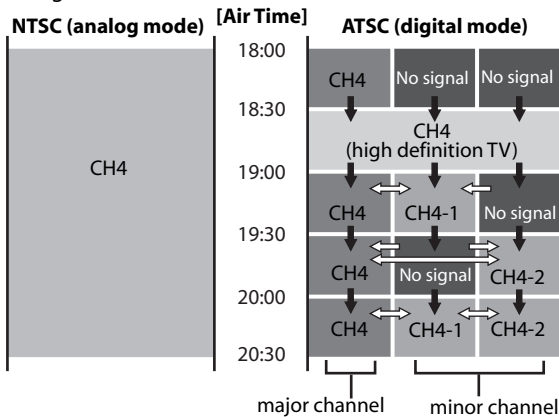 [Air Time]
NTSC (analog mode)
ATSC (digital mode)
18:00
CH4
No signal
No signal
18:30
CH4
(high definition TV)
CH4
19:00
CH4
CH4-1
No signal
19:30
CH4
No signal
CH4-2
20:00
CH4
CH4-1
CH4-2
20:30
major channel
minor channel